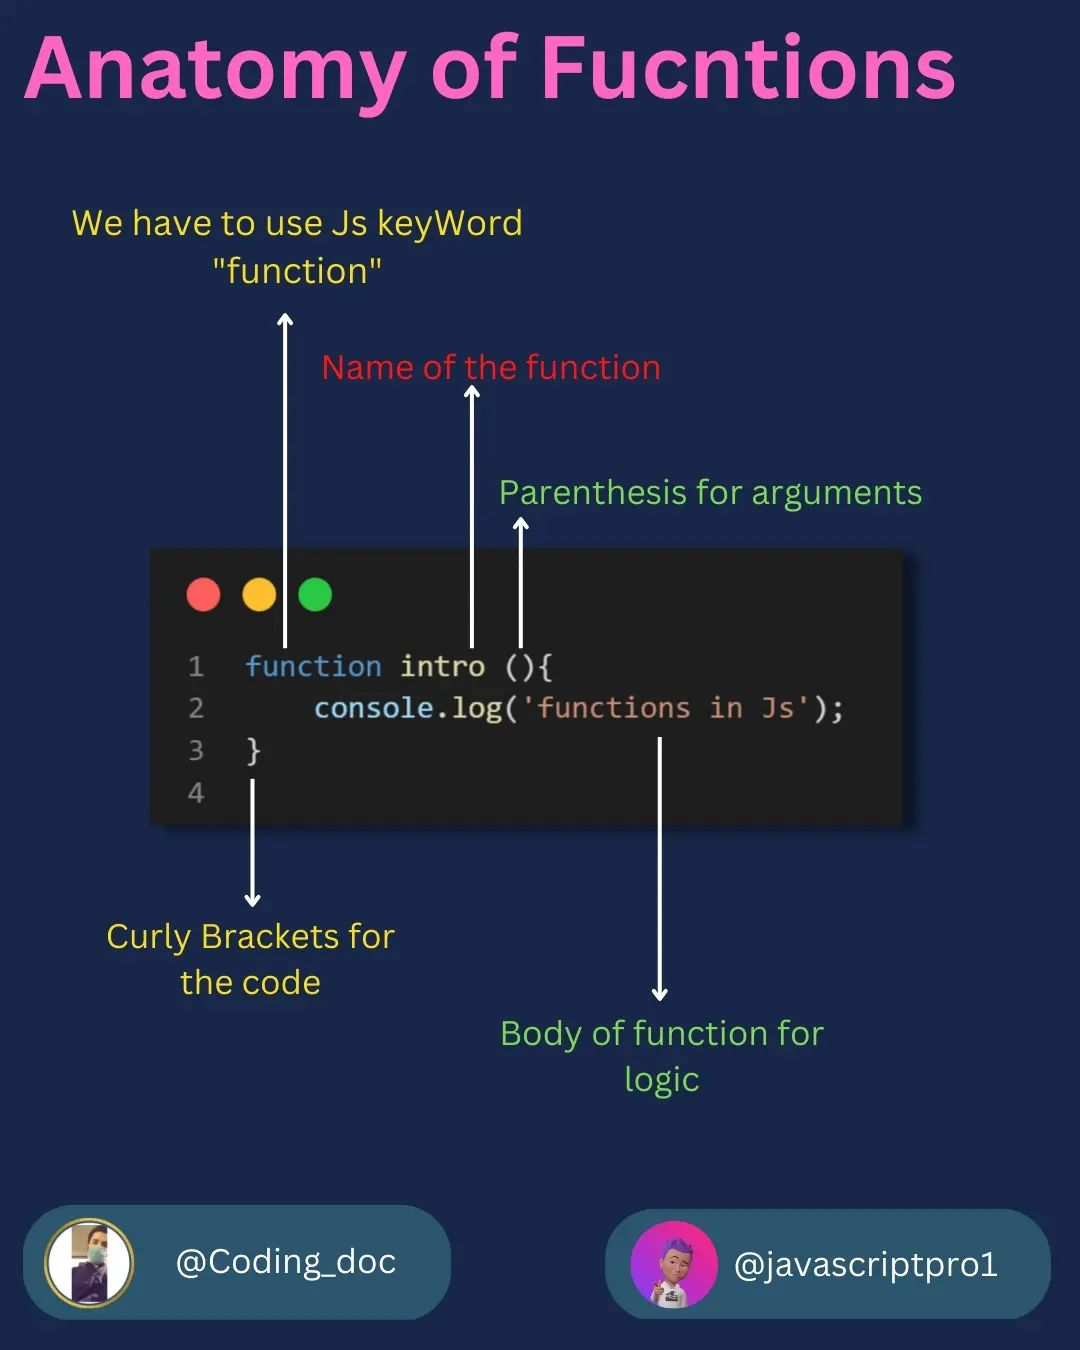 Anatomy of Fucntions
We have to use Js keyWord
"function"
Name of the function
Parenthesis for arguments
1 function intro (){
2 console.log('functions in Js');
3 }
4
Curly Brackets for
the code
Body of function for
logic
@Coding_doc
@javascriptpro1